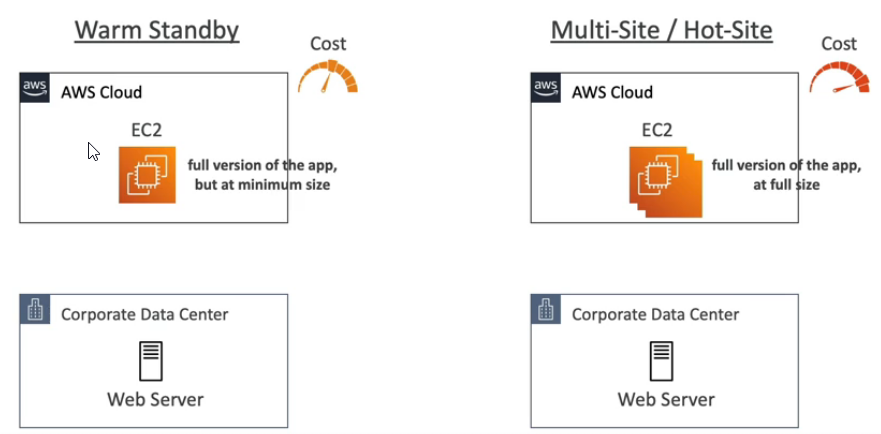 Warm Standby
Cost
aws
AWS Cloud
EC2
full version of the app,
but at minimum size
Corporate Data Center
Web Server
Multi-Site / Hot-Site
Cost
aws
AWS Cloud
EC2
full version of the app,
at full size
Corporate Data Center
Web Server